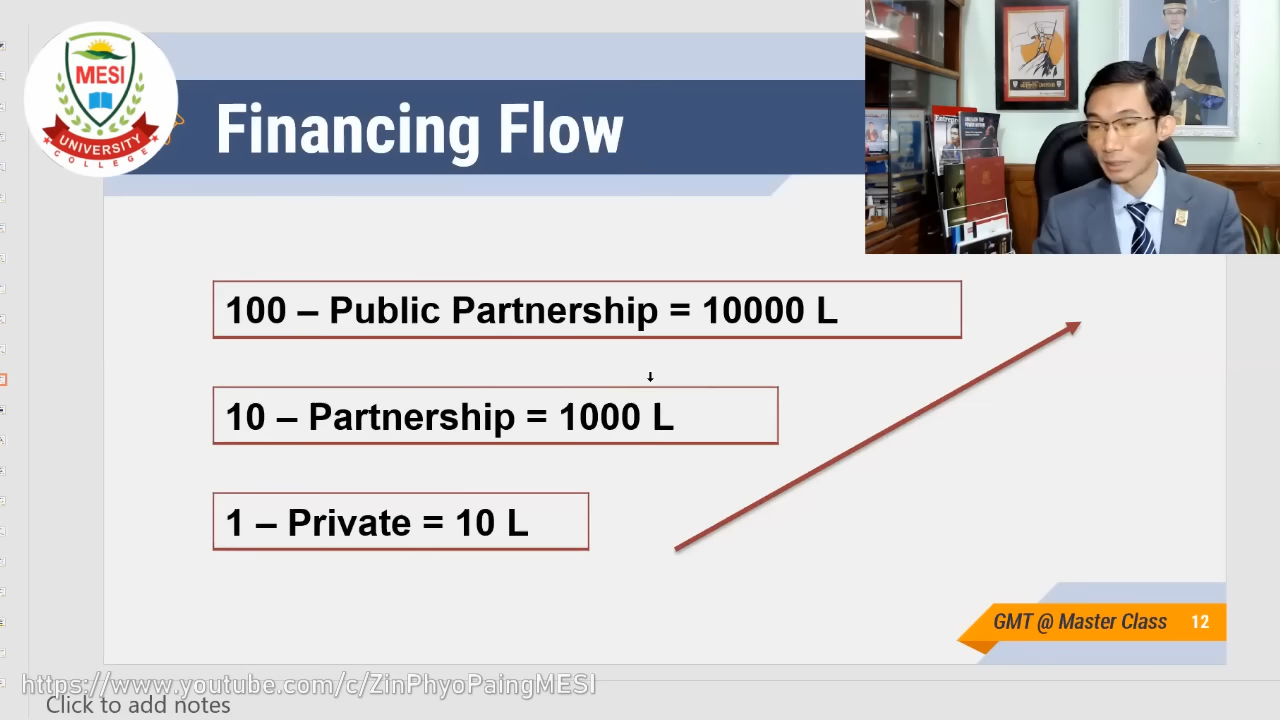 MESI
UNIVERSITY
COLLEGE
Financing Flow
100 – Public Partnership = 10000 L
10 – Partnership = 1000 L
1 – Private = 10 L
GMT @ Master Class 12
https://www.youtube.com/c/ZinPhyoPaingMESI
Click to add notes